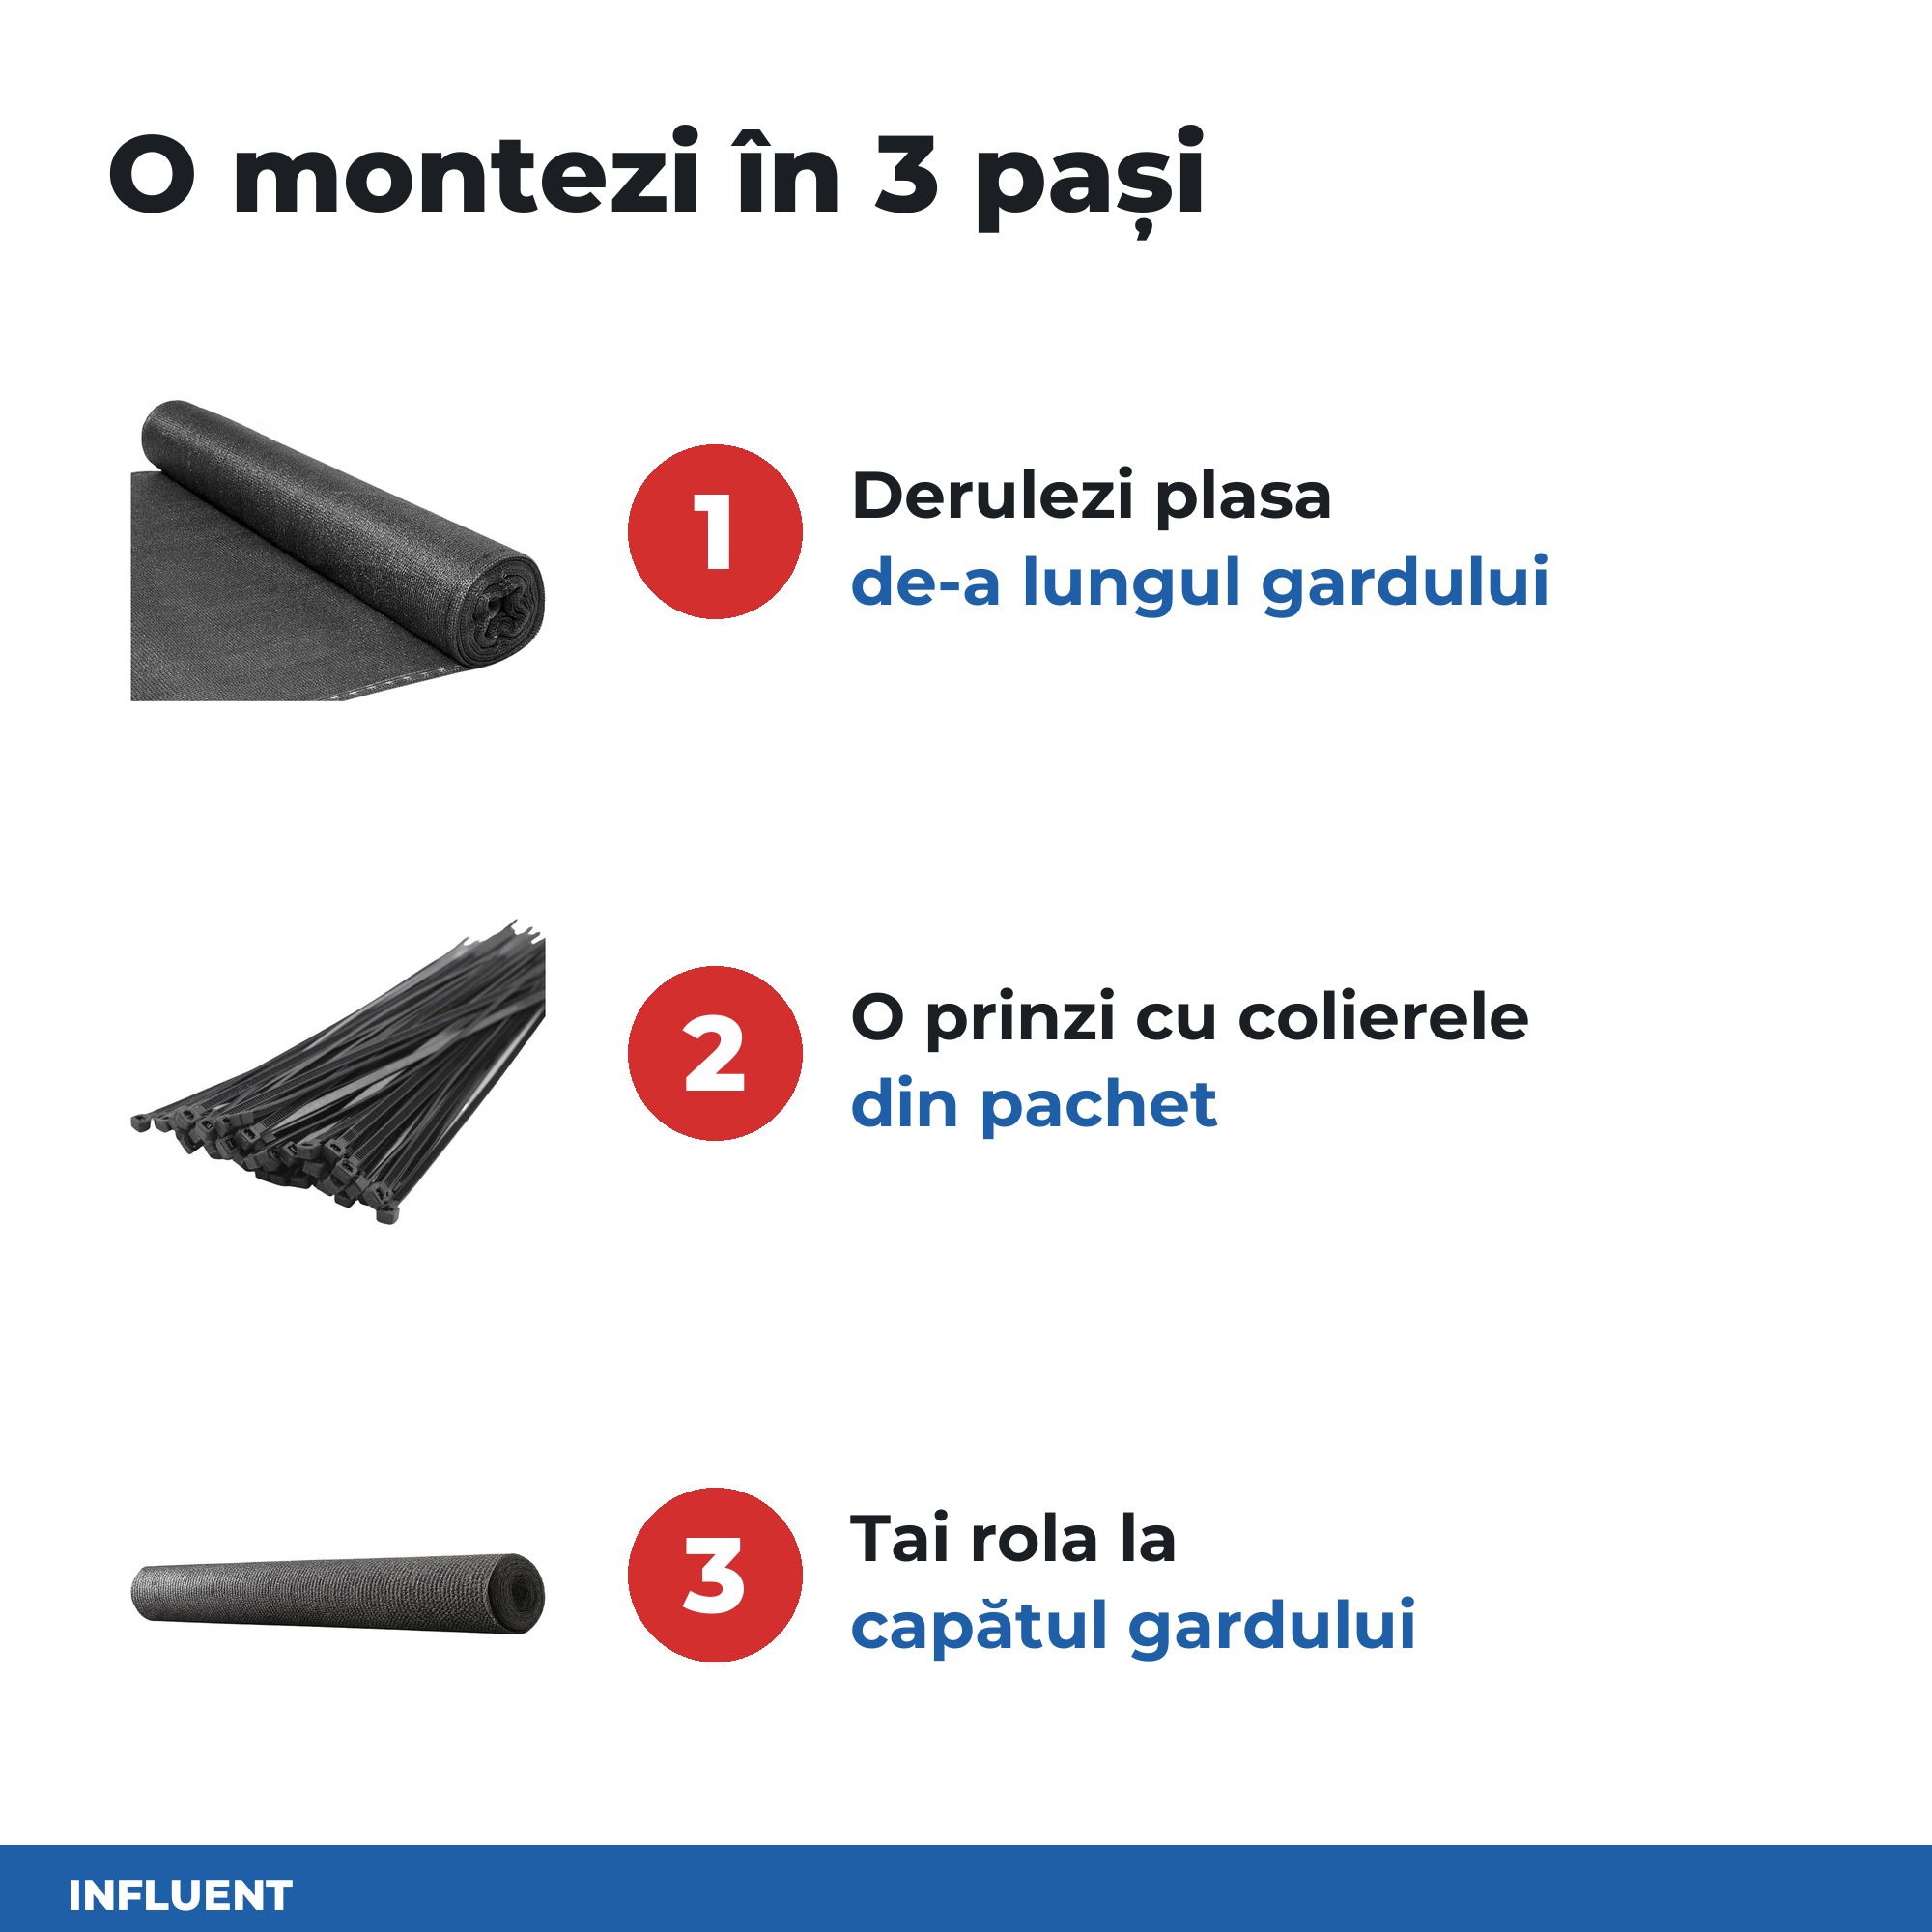 O montezi în 3 pași
1
Derulezi plasa
de-a lungul gardului
2
O prinzi cu colierele
din pachet
3
Tai rola la
capătul gardului
INFLUENT